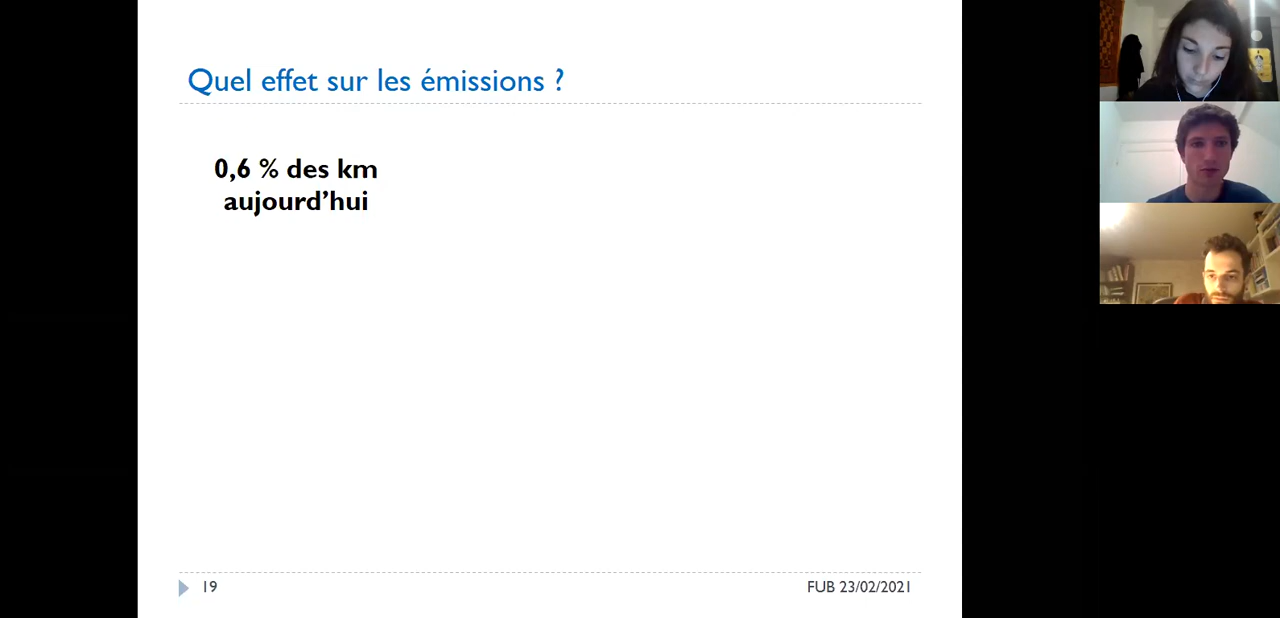 Quel effet sur les émissions ?
0,6 % des km
aujourd’hui
19
FUB 23/02/2021